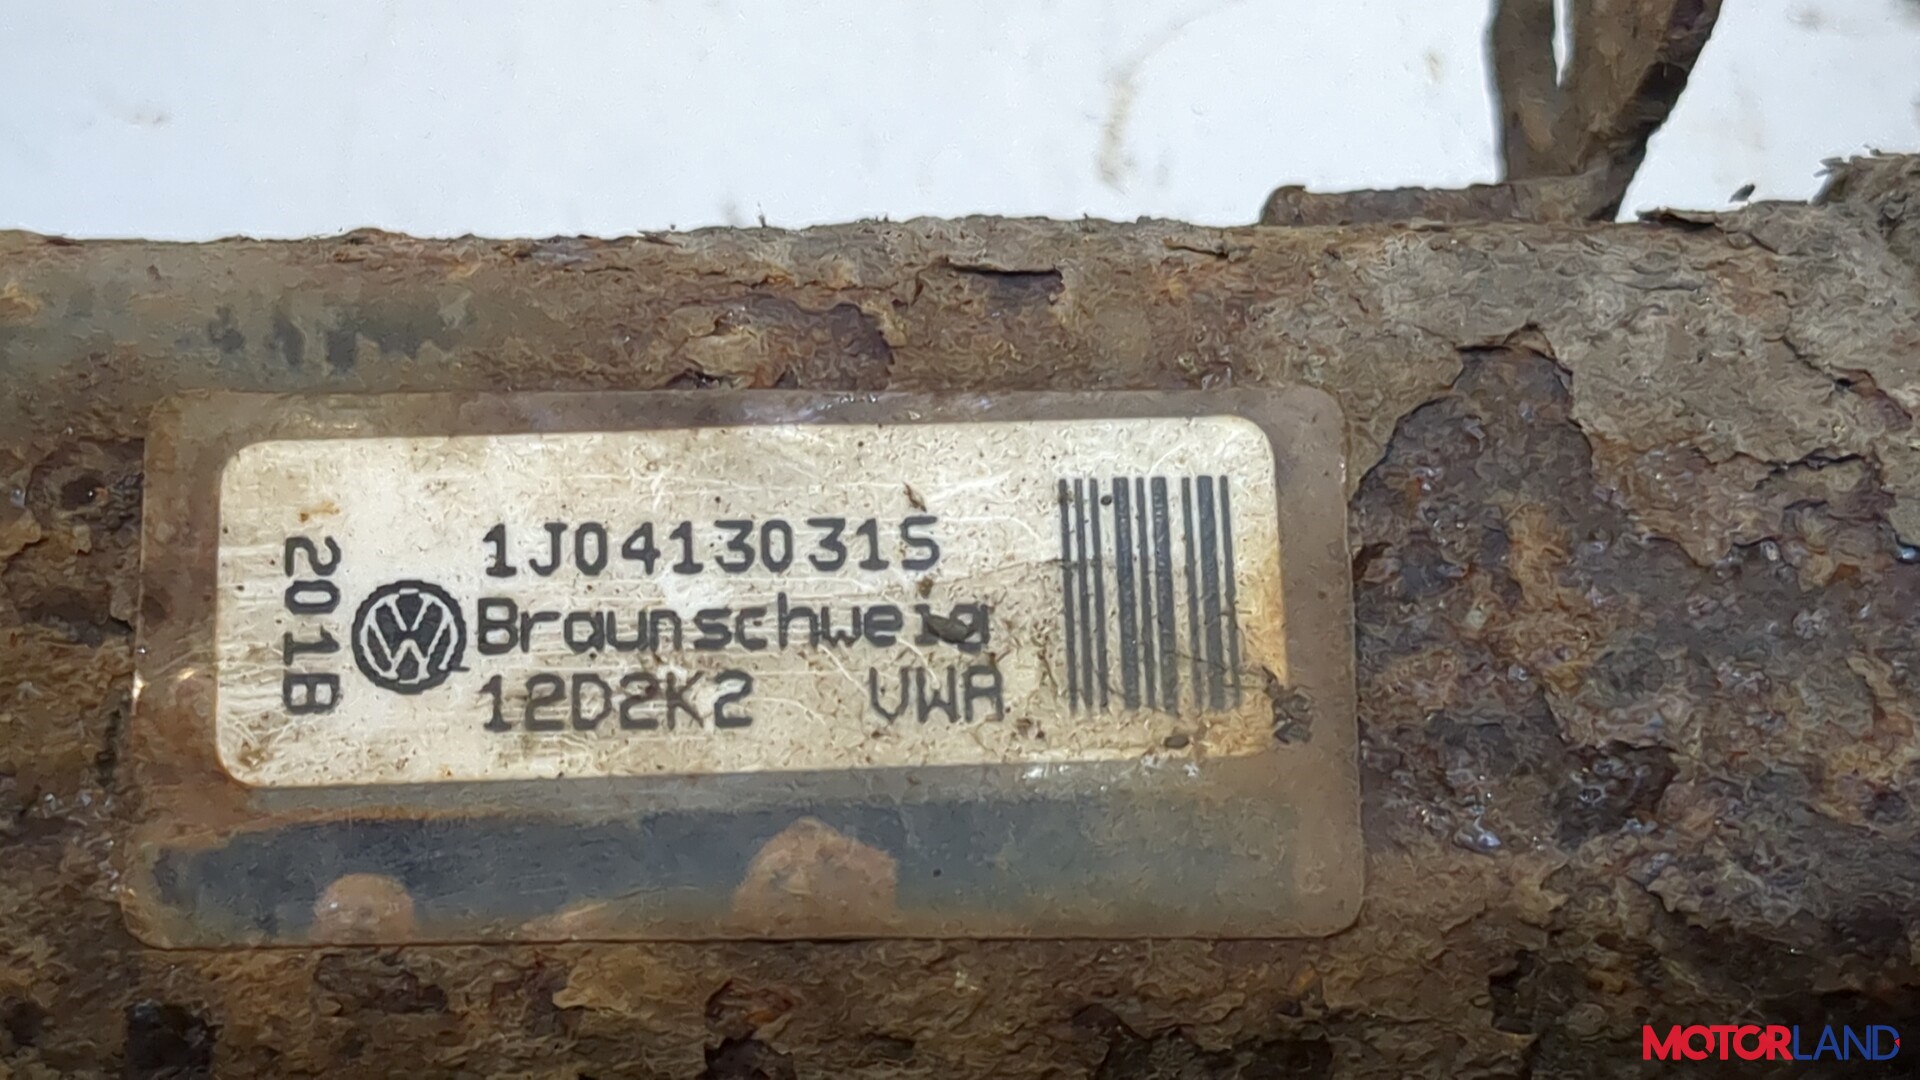 201B
1J0413031S
Braunschweig
12D2K2 VWA
MOTORLAND